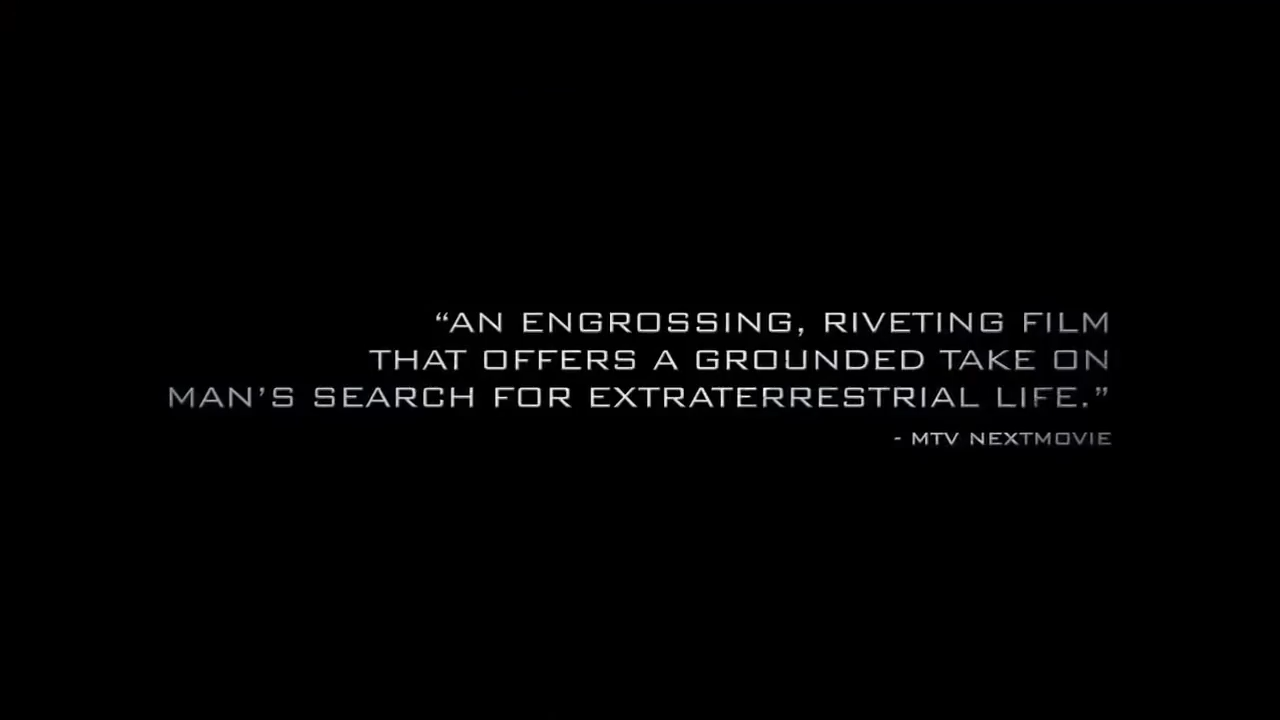 “AN ENGROSSING, RIVETING FILM
THAT OFFERS A GROUNDED TAKE ON
MAN’S SEARCH FOR EXTRATERRESTRIAL LIFE.”
- MTV NEXTMOVIE